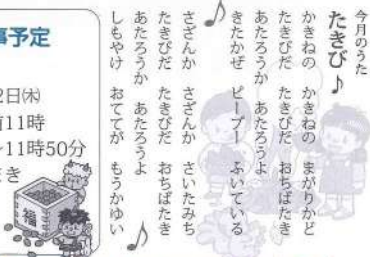 今月のうた
たきび♪
かきねの かきねの まがりかど
たきびだ たきびだ おちばたき
あたろうか あたろうよ
きたかぜ ピープー ふいている
さざんか さざんか さいたみち
たきびだ たきびだ おちばたき
あたろうか あたろうよ
しもやけ おててが もうかゆい
事予定
2日㈭
前11時
~11時50分
き
福